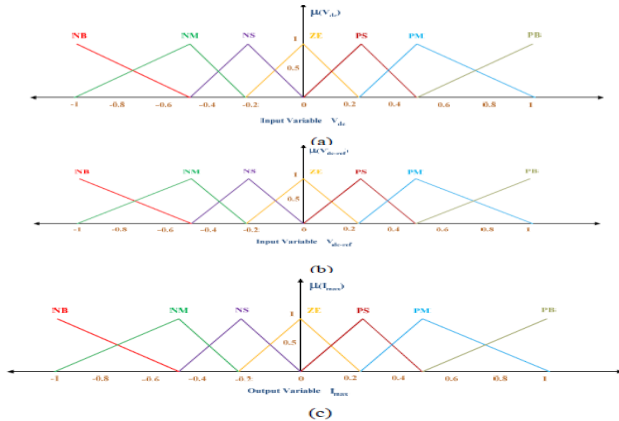 μ(Vdc)
NB NM NS ZE PS PM PB
1
0.5
-1 -0.8 -0.6 -0.4 -0.2 0 0.2 0.4 0.6 0.8 1
Input Variable Vdc
(a)
μ(Vdc-ref)
NB NM NS ZE PS PM PB
1
0.5
-1 -0.8 -0.6 -0.4 -0.2 0 0.2 0.4 0.6 0.8 1
Input Variable Vdc-ref
(b)
μ(Imax)
NB NM NS ZE PS PM PB
1
0.5
-1 -0.8 -0.6 -0.4 -0.2 0 0.2 0.4 0.6 0.8 1
Output Variable Imax
(c)